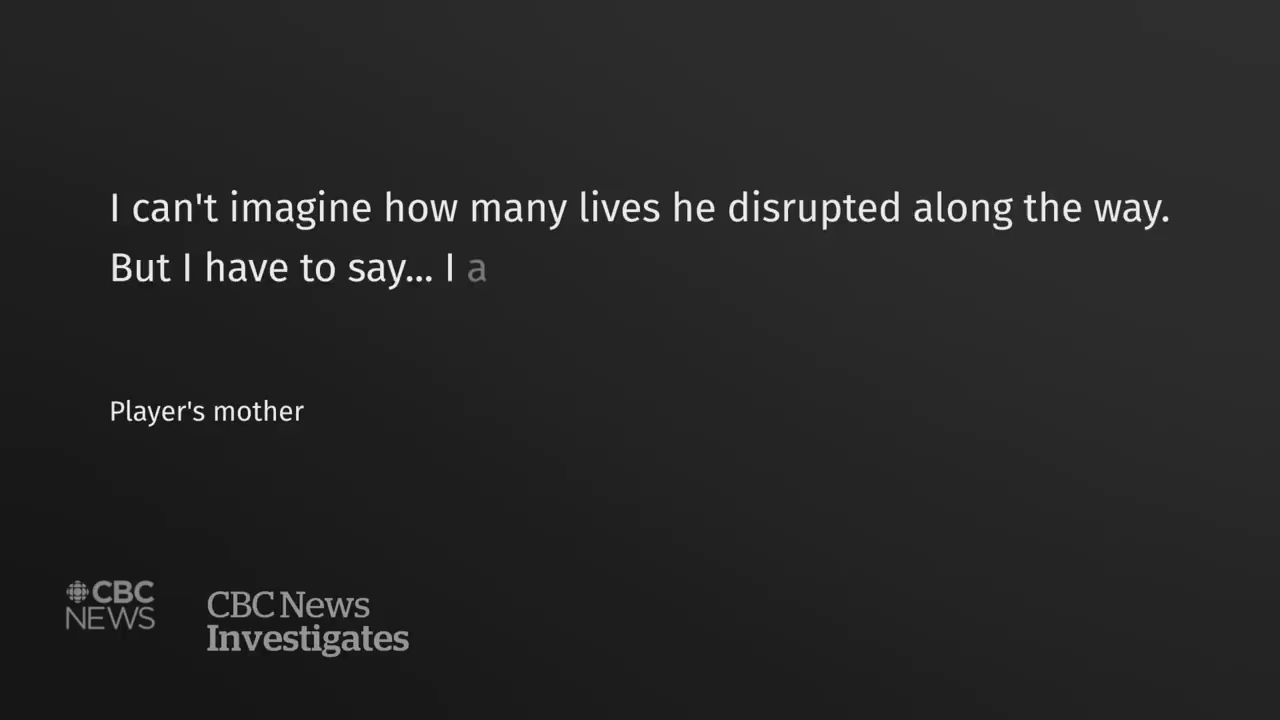 I can't imagine how many lives he disrupted along the way.
But I have to say... I a
Player's mother
CBC
NEWS
CBC News
Investigates